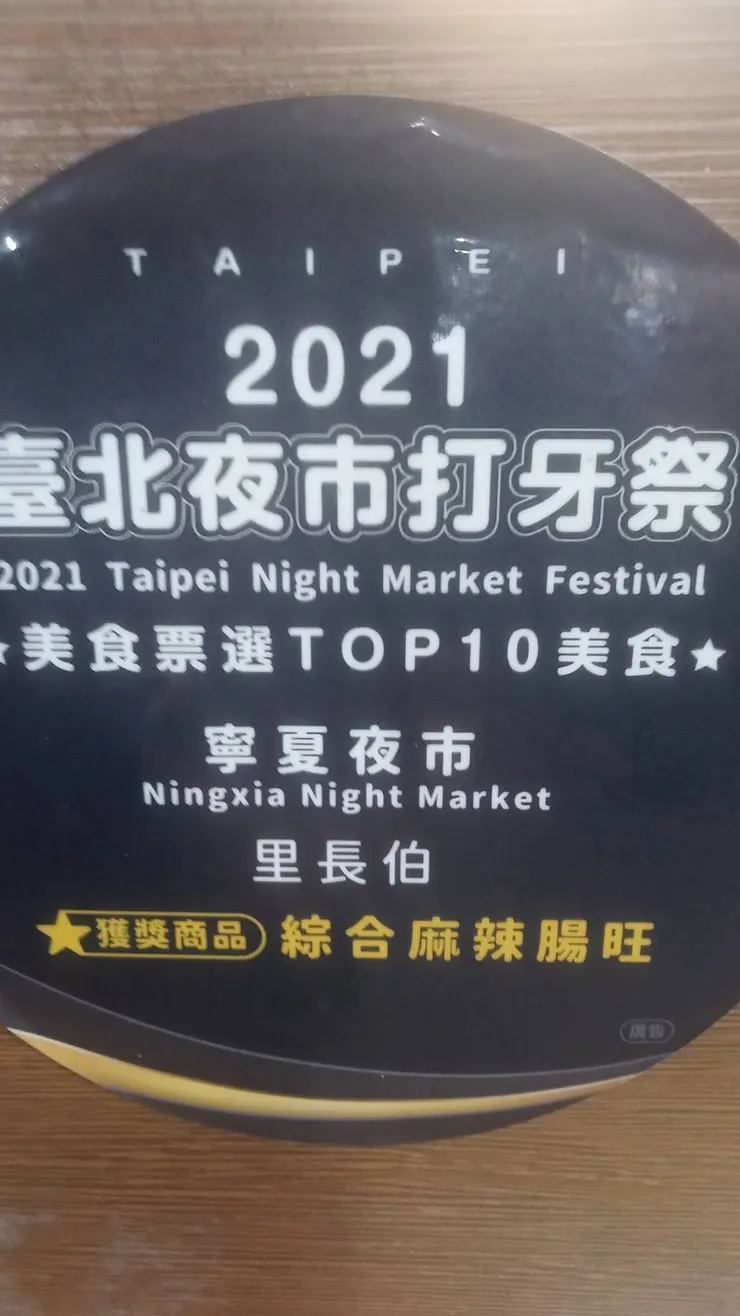 TAIPEI
2021
臺北夜市打牙祭
2021 Taipei Night Market Festival
★美食票選TOP10美食★
寧夏夜市
Ningxia Night Market
里長伯
★獲獎商品 綜合麻辣腸旺
廣告